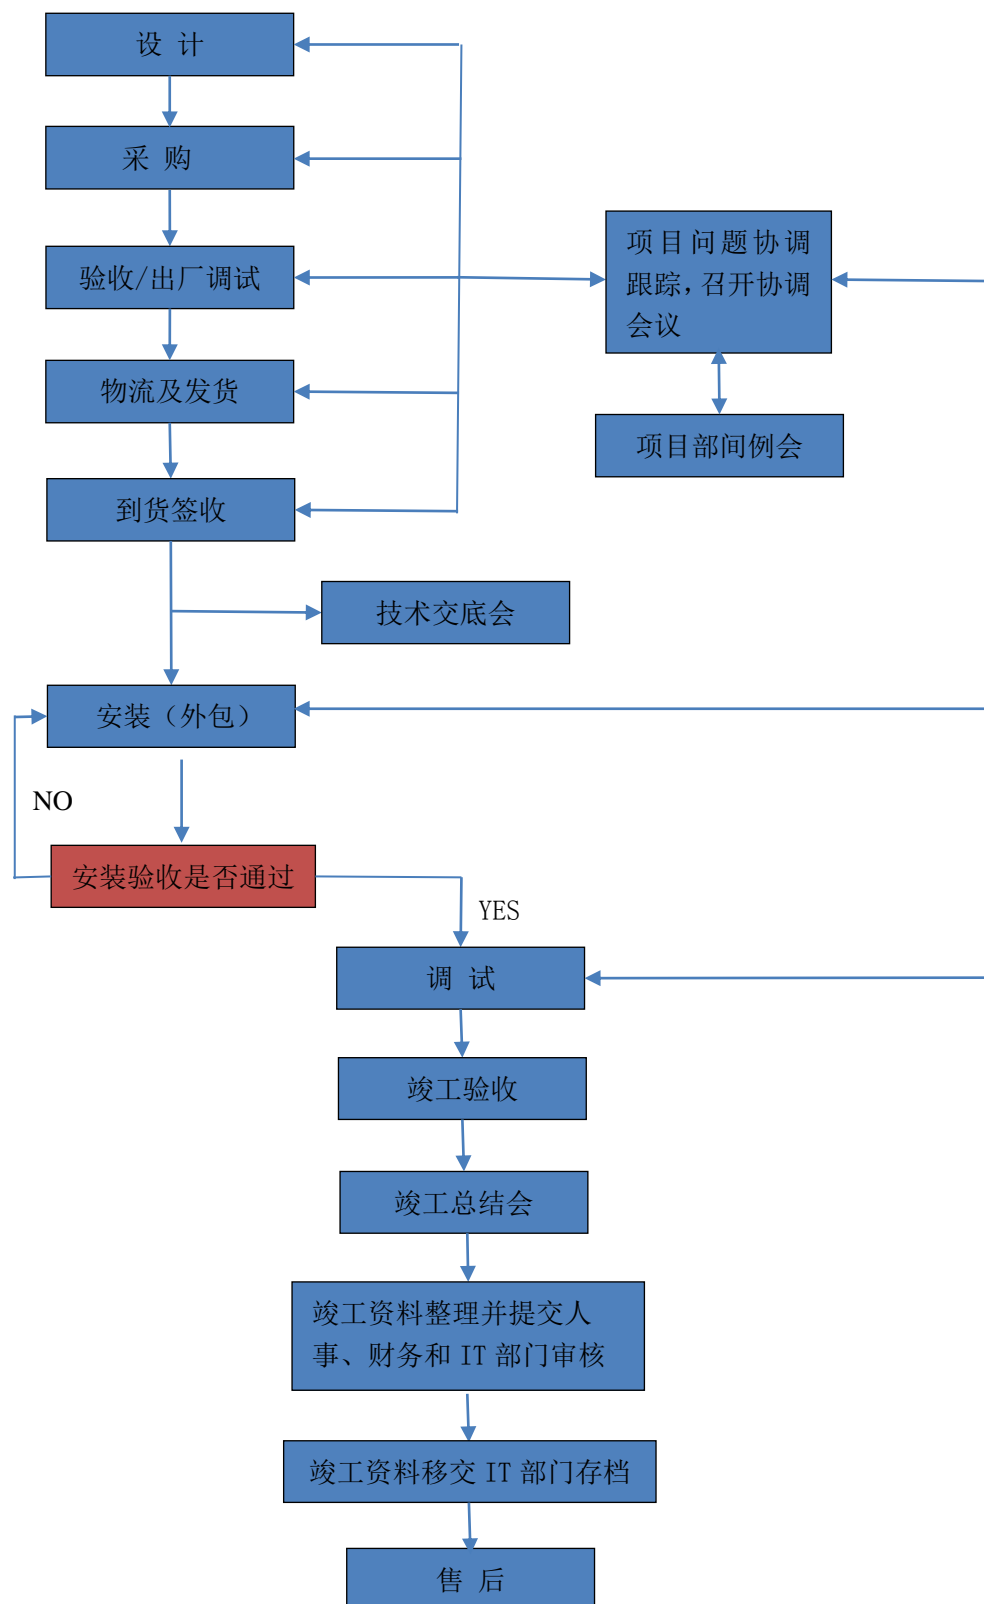 设 计
采 购
验收/出厂调试
项目问题协调
跟踪，召开协调
会议
物流及发货
项目部间例会
到货签收
技术交底会
安装（外包）
NO
安装验收是否通过
YES
调 试
竣工验收
竣工总结会
竣工资料整理并提交人
事、财务和 IT 部门审核
竣工资料移交 IT 部门存档
售 后